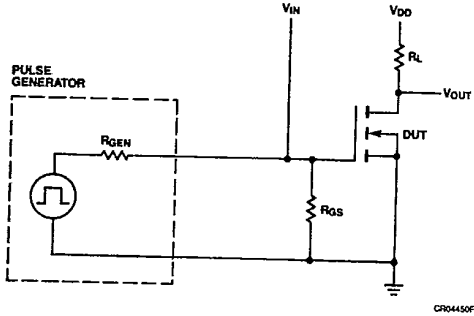 VIN
VDD
RL
PULSE
GENERATOR
VOUT
RGEN
DUT
RGS
CR04450F